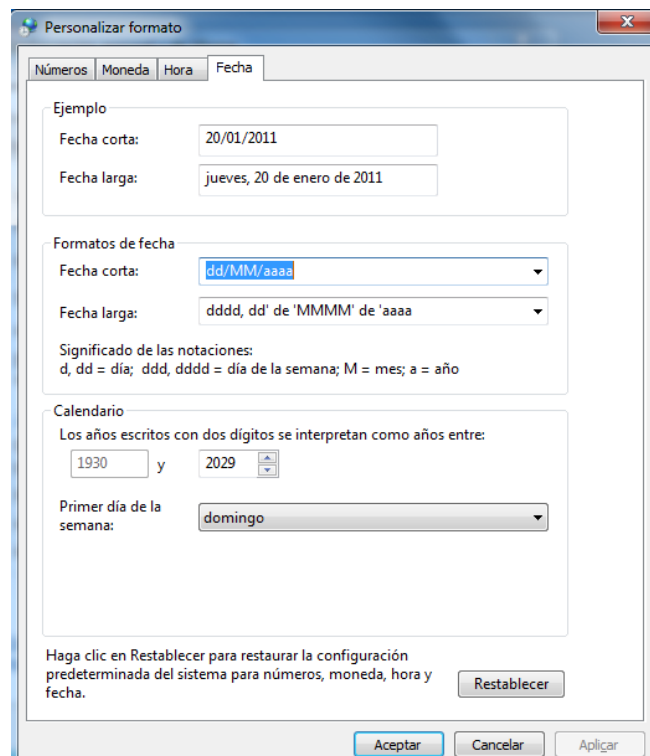 Personalizar formato
Números Moneda Hora Fecha
Ejemplo
Fecha corta: 20/01/2011
Fecha larga: jueves, 20 de enero de 2011
Formatos de fecha
Fecha corta: dd/MM/aaaa
Fecha larga: dddd, dd' de 'MMMM' de 'aaaa
Significado de las notaciones:
d, dd = día; ddd, dddd = día de la semana; M = mes; a = año
Calendario
Los años escritos con dos dígitos se interpretan como años entre:
1930 y 2029
Primer día de la
semana: domingo
Haga clic en Restablecer para restaurar la configuración
predeterminada del sistema para números, moneda, hora y
fecha.
Restablecer
Aceptar Cancelar Aplicar